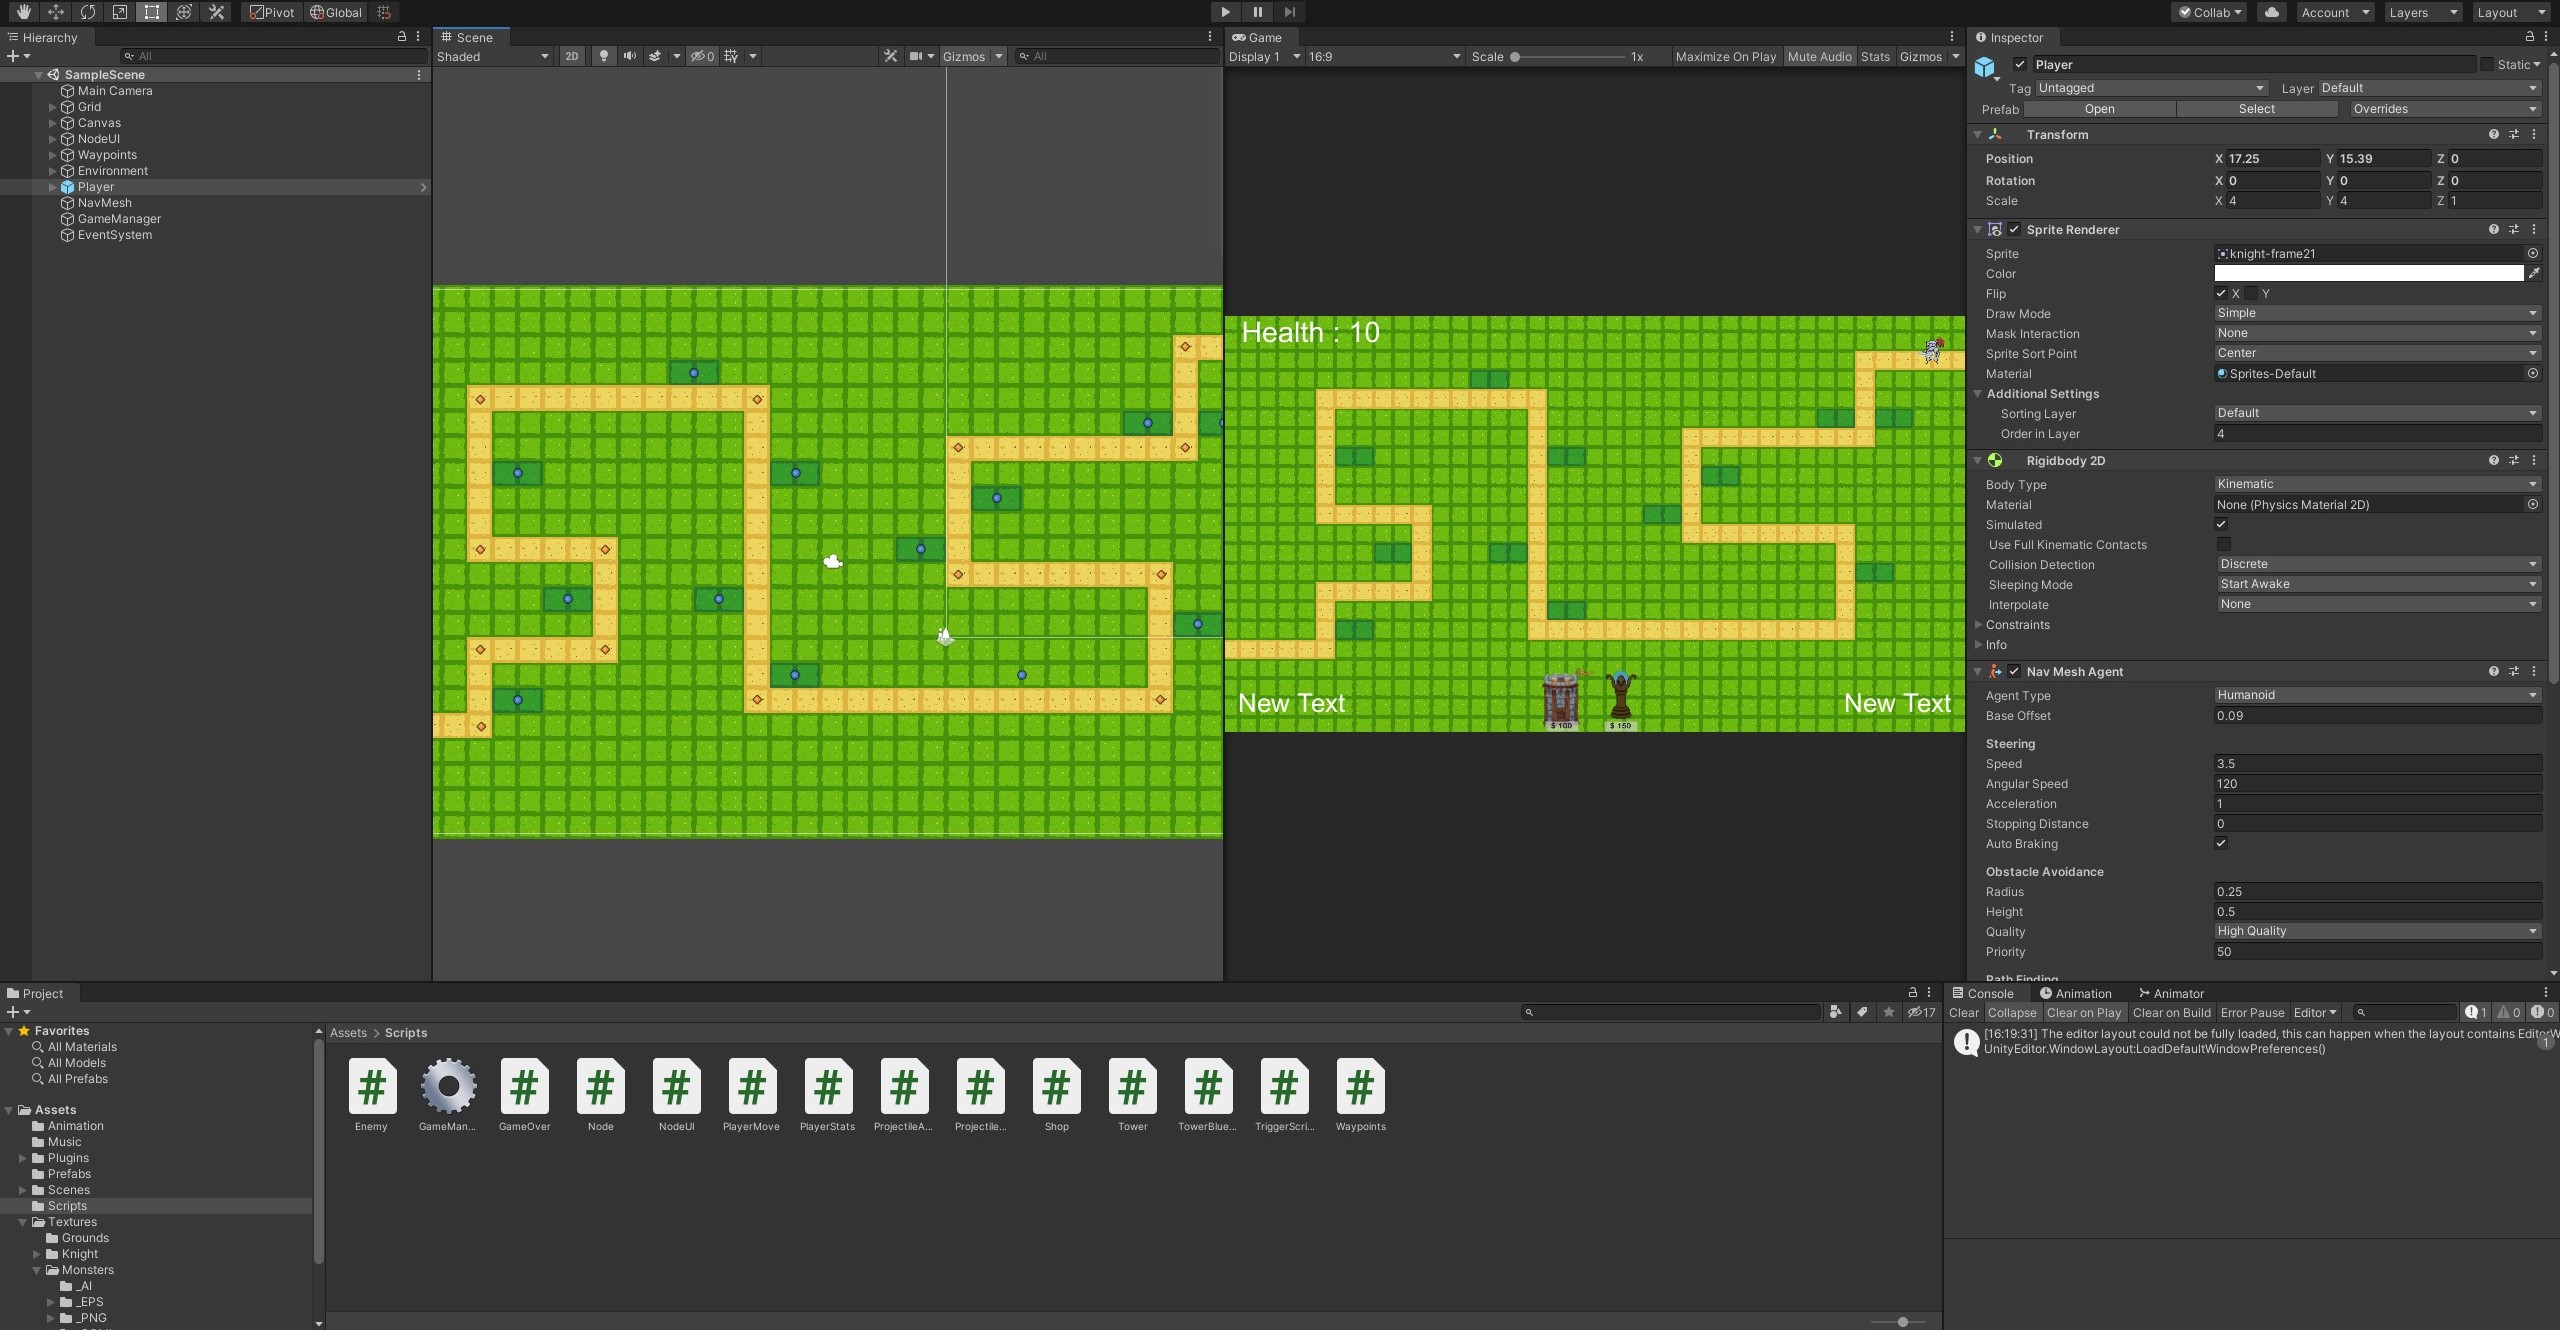 Pivot Global Collab Account Layers Layout
Hierarchy
All
SampleScene
Main Camera
Grid
Canvas
NodeUI
Waypoints
Environment
Player
NavMesh
GameManager
EventSystem
Scene
Shaded 2D 0 Gizmos All
Game
Display 1 16:9 Scale 1x Maximize On Play Mute Audio Stats Gizmos
Health : 10
New Text
$ 100
$ 150
New Text
Inspector
Player Static
Tag Untagged Layer Default
Prefab Open Select Overrides
Transform
Position X 17.25 Y 15.39 Z 0
Rotation X 0 Y 0 Z 0
Scale X 4 Y 4 Z 1
Sprite Renderer
Sprite knight-frame21
Color
Flip X Y
Draw Mode Simple
Mask Interaction None
Sprite Sort Point Center
Material Sprites-Default
Additional Settings
Sorting Layer Default
Order in Layer 4
Rigidbody 2D
Body Type Kinematic
Material None (Physics Material 2D)
Simulated
Use Full Kinematic Contacts
Collision Detection Discrete
Sleeping Mode Start Awake
Interpolate None
Constraints
Info
Nav Mesh Agent
Agent Type Humanoid
Base Offset 0.09
Steering
Speed 3.5
Angular Speed 120
Acceleration 1
Stopping Distance 0
Auto Braking
Obstacle Avoidance
Radius 0.25
Height 0.5
Quality High Quality
Priority 50
Path Finding
Project
17
Favorites
All Materials
All Models
All Prefabs
Assets
Animation
Music
Plugins
Prefabs
Scenes
Scripts
Textures
Grounds
Knight
Monsters
_AI
_EPS
_PNG
Assets > Scripts
Enemy GameMan... GameOver Node NodeUI PlayerMove PlayerStats ProjectileA... Projectile... Shop Tower TowerBlue... TriggerScri... Waypoints
Console Animation Animator
Clear Collapse Clear on Play Clear on Build Error Pause Editor 1 0 0
[16:19:31] The editor layout could not be fully loaded, this can happen when the layout contains EditorW
UnityEditor.WindowLayout:LoadDefaultWindowPreferences()
1